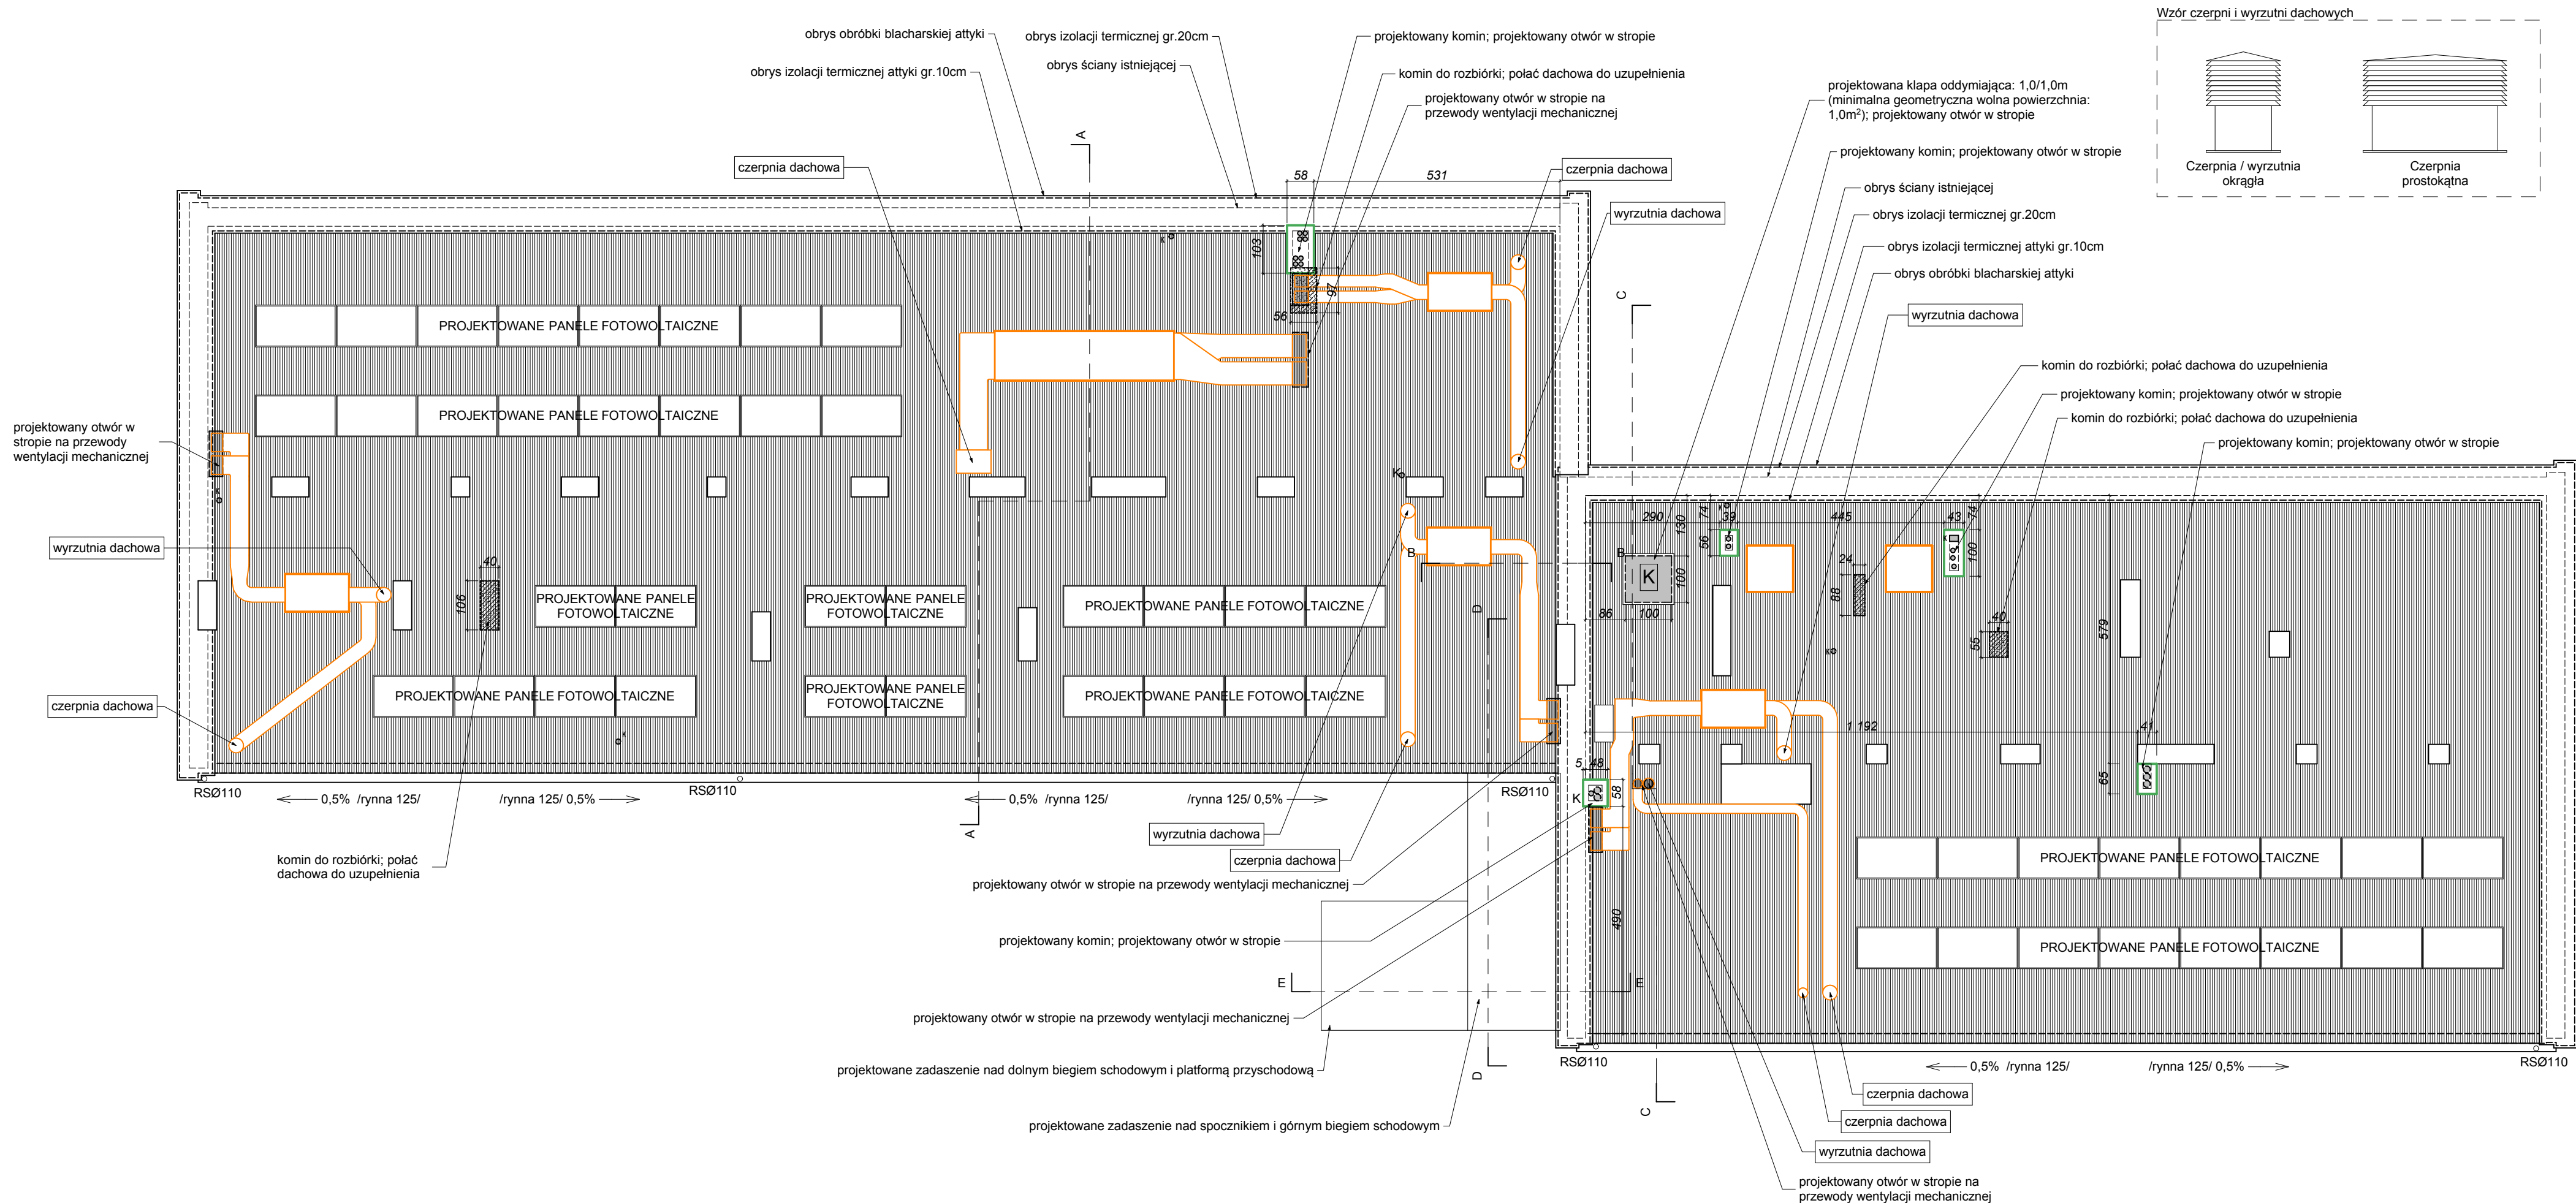 Wzór czerpni i wyrzutni dachowych
Czerpnia / wyrzutnia
okrągła
Czerpnia
prostokątna
obrys obróbki blacharskiej attyki
obrys izolacji termicznej gr.20cm
projektowany komin; projektowany otwór w stropie
obrys izolacji termicznej attyki gr.10cm
obrys ściany istniejącej
komin do rozbiórki; połać dachowa do uzupełnienia
projektowany otwór w stropie na
przewody wentylacji mechanicznej
projektowana klapa oddymiająca: 1,0/1,0m
(minimalna geometryczna wolna powierzchnia:
1,0m²); projektowany otwór w stropie
projektowany komin; projektowany otwór w stropie
obrys ściany istniejącej
obrys izolacji termicznej gr.20cm
obrys izolacji termicznej attyki gr.10cm
obrys obróbki blacharskiej attyki
A
czerpnia dachowa
58
531
czerpnia dachowa
wyrzutnia dachowa
103
K
97
56
C
wyrzutnia dachowa
PROJEKTOWANE PANELE FOTOWOLTAICZNE
komin do rozbiórki; połać dachowa do uzupełnienia
projektowany komin; projektowany otwór w stropie
komin do rozbiórki; połać dachowa do uzupełnienia
projektowany komin; projektowany otwór w stropie
PROJEKTOWANE PANELE FOTOWOLTAICZNE
projektowany otwór w
stropie na przewody
wentylacji mechanicznej
K
K
wyrzutnia dachowa
40
106
B
B
290
130
74
39
445
43
74
56
K
K
100
K
100
86
100
24
88
40
55
K
579
PROJEKTOWANE PANELE
FOTOWOLTAICZNE
PROJEKTOWANE PANELE
FOTOWOLTAICZNE
PROJEKTOWANE PANELE FOTOWOLTAICZNE
D
czerpnia dachowa
PROJEKTOWANE PANELE FOTOWOLTAICZNE
PROJEKTOWANE PANELE
FOTOWOLTAICZNE
PROJEKTOWANE PANELE FOTOWOLTAICZNE
K
1 192
41
65
5
48
58
K
RSØ110
0,5% /rynna 125/
/rynna 125/ 0,5%
RSØ110
0,5% /rynna 125/
/rynna 125/ 0,5%
RSØ110
A
wyrzutnia dachowa
komin do rozbiórki; połać
dachowa do uzupełnienia
czerpnia dachowa
projektowany otwór w stropie na przewody wentylacji mechanicznej
PROJEKTOWANE PANELE FOTOWOLTAICZNE
490
projektowany komin; projektowany otwór w stropie
PROJEKTOWANE PANELE FOTOWOLTAICZNE
E
E
projektowany otwór w stropie na przewody wentylacji mechanicznej
RSØ110
0,5% /rynna 125/
/rynna 125/ 0,5%
RSØ110
projektowane zadaszenie nad dolnym biegiem schodowym i platformą przyschodową
D
C
czerpnia dachowa
projektowane zadaszenie nad spocznikiem i górnym biegiem schodowym
czerpnia dachowa
wyrzutnia dachowa
projektowany otwór w stropie na
przewody wentylacji mechanicznej